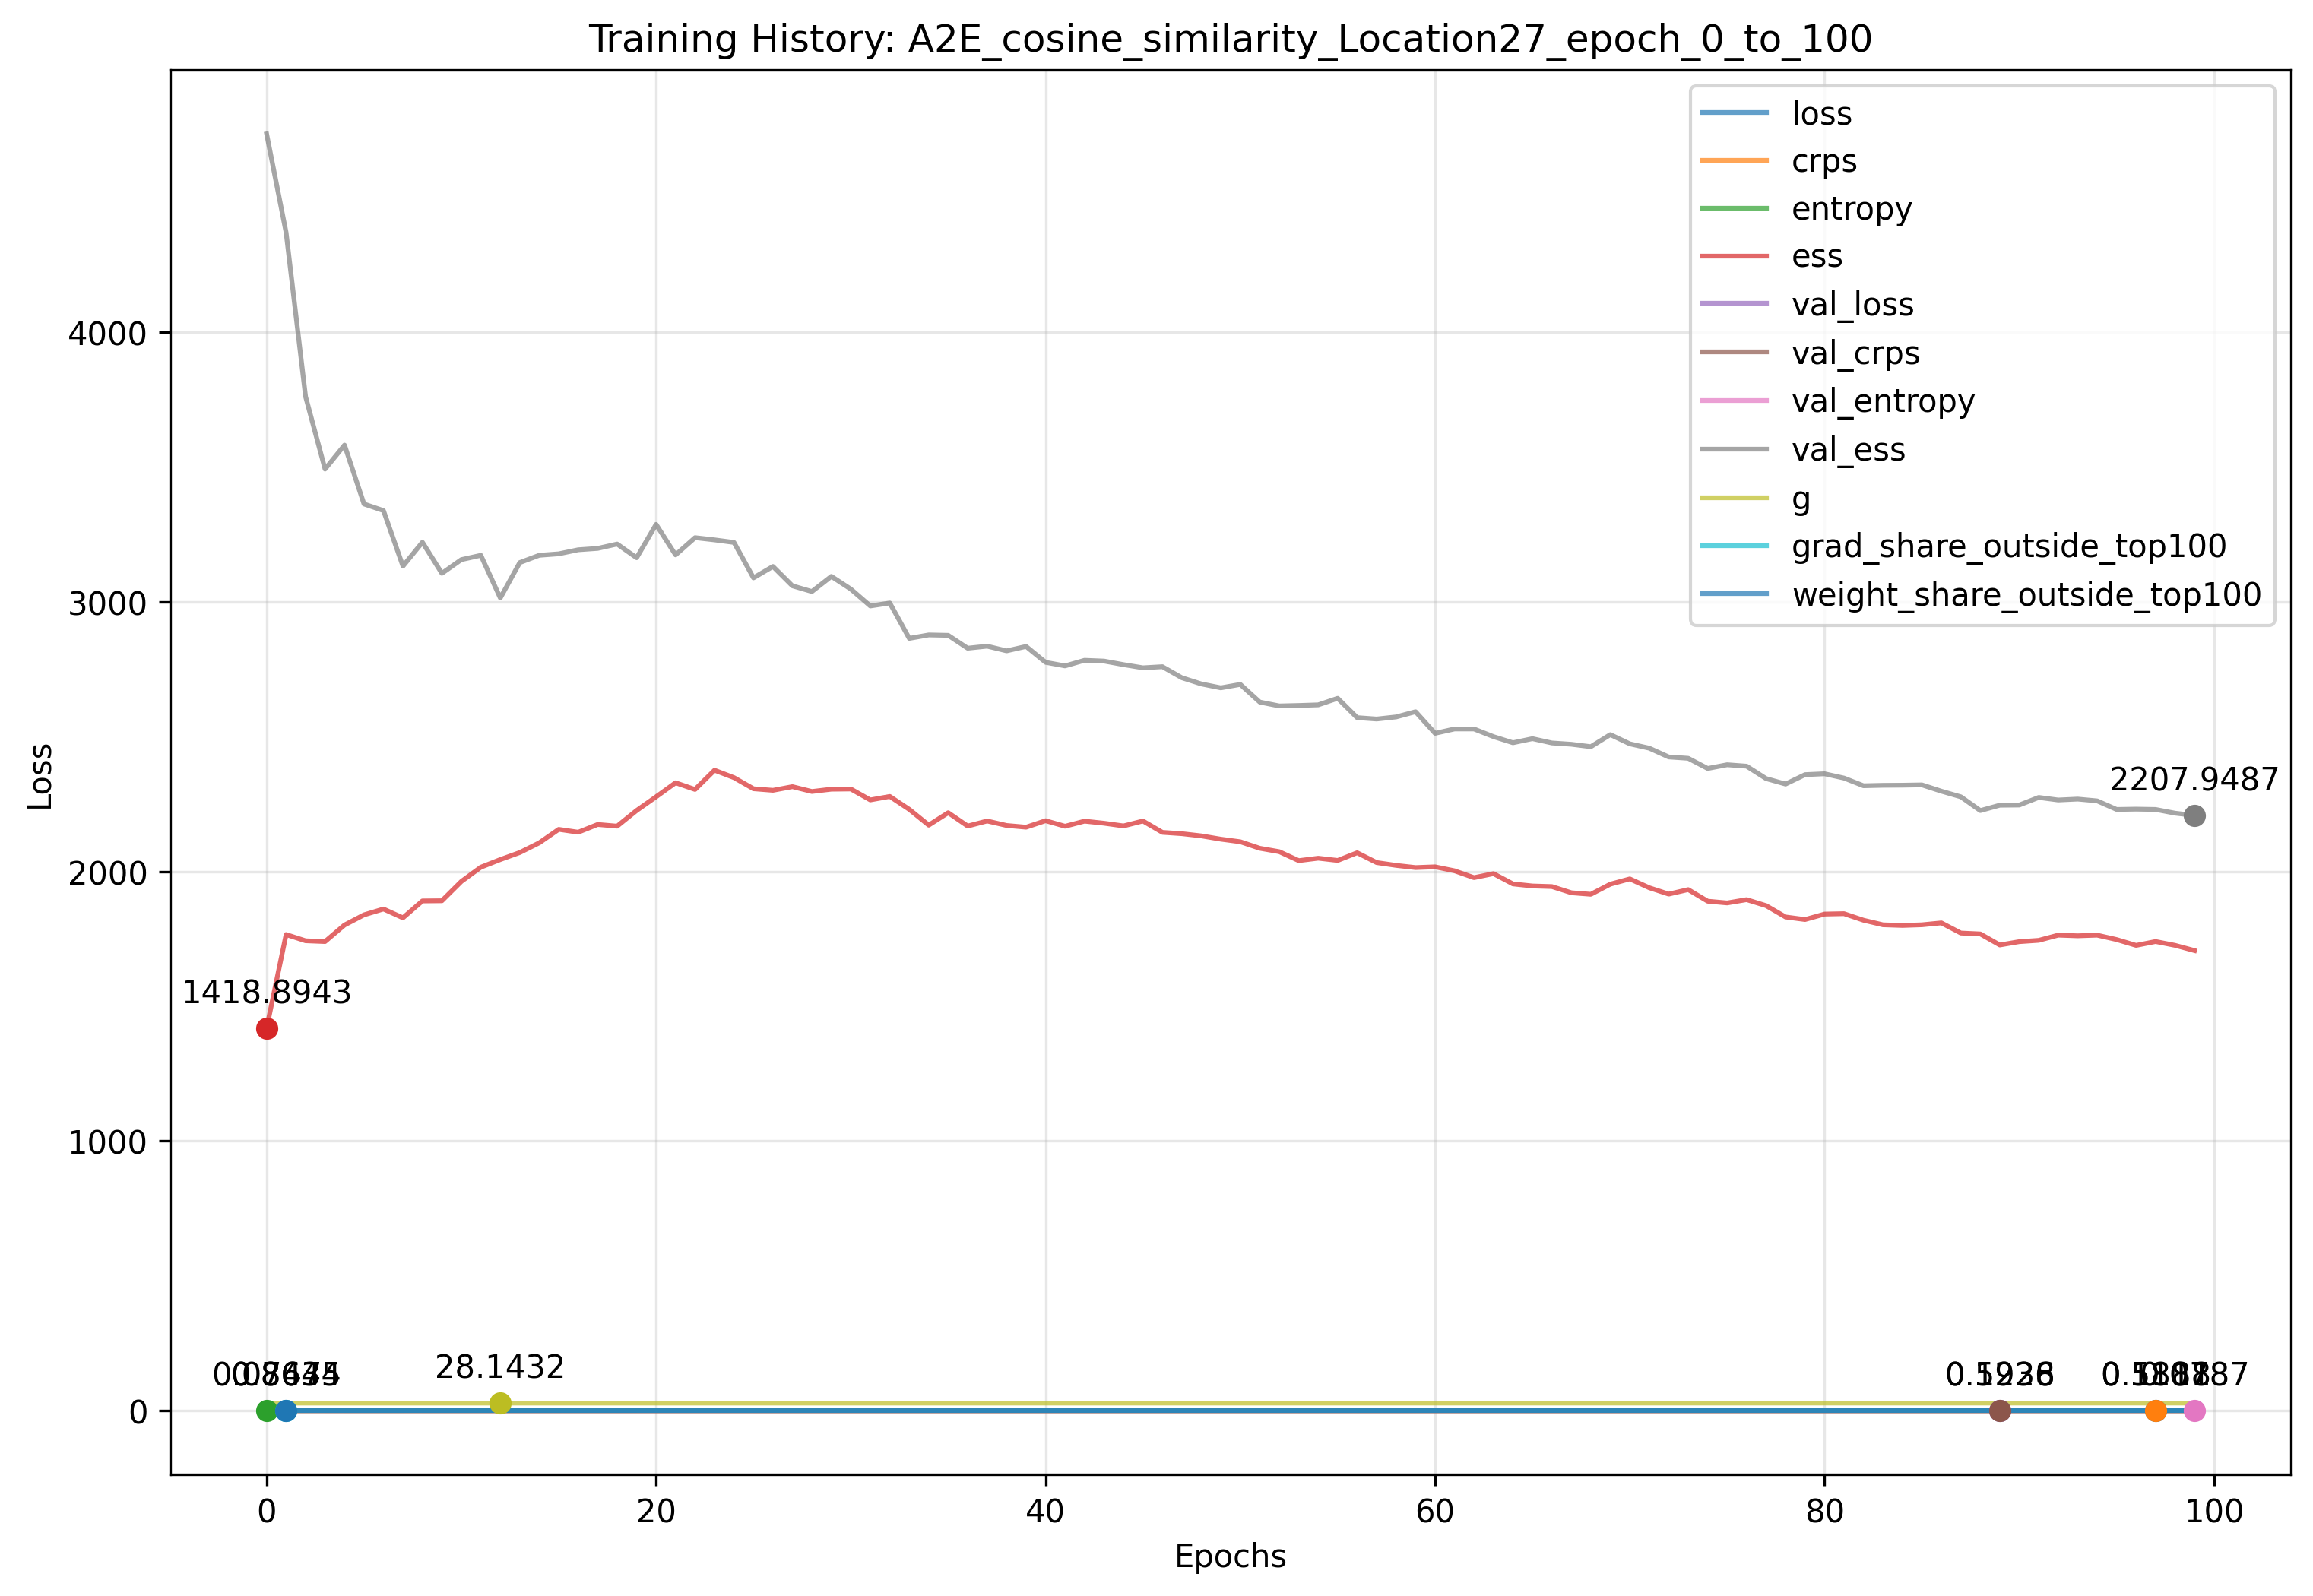 Training History: A2E_cosine_similarity_Location27_epoch_0_to_100
loss
crps
entropy
ess
val_loss
val_crps
val_entropy
val_ess
g
grad_share_outside_top100
weight_share_outside_top100
Loss
4000
3000
2000
1000
0
2207.9487
1418.8943
28.1432
0 20 40 60 80 100
Epochs